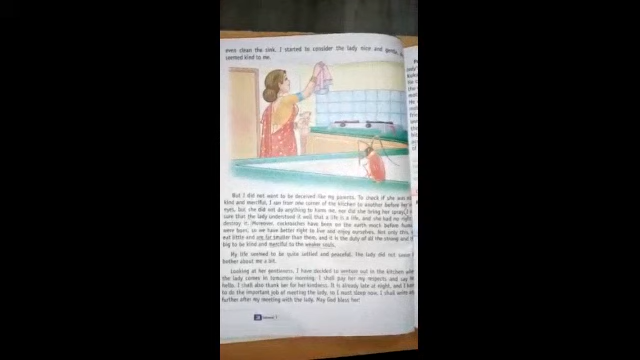 even clean the sink. I started to consider the lady nice and gentle,
seemed kind to me.
But I did not want to be deceived like my parents. To check if she was
kind and merciful, I ran from one corner of the kitchen to another before her
eyes, but she did not do anything to harm me, nor did she bring her spray. I
sure that the lady understood it well that a life is a life, and she had no right
destroy it. Moreover, cockroaches have been on the earth much before
were born, so we have better right to live and enjoy ourselves. Not only this,
eat little and are far smaller than them, and it is the duty of all the strong and
big to be kind and merciful to the weaker souls.
My life seemed to be quite settled and peaceful. The lady did not
bother about me a bit.
Looking at her gentleness, I have decided to venture out in the kitchen
the lady comes in tomorrow morning. I shall pay her my respects and say
hello. I shall also thank her for her kindness. It is already late at night, and I
to do the important job of meeting the lady, so I must sleep now. I shall write
further after my meeting with the lady. May God bless her!